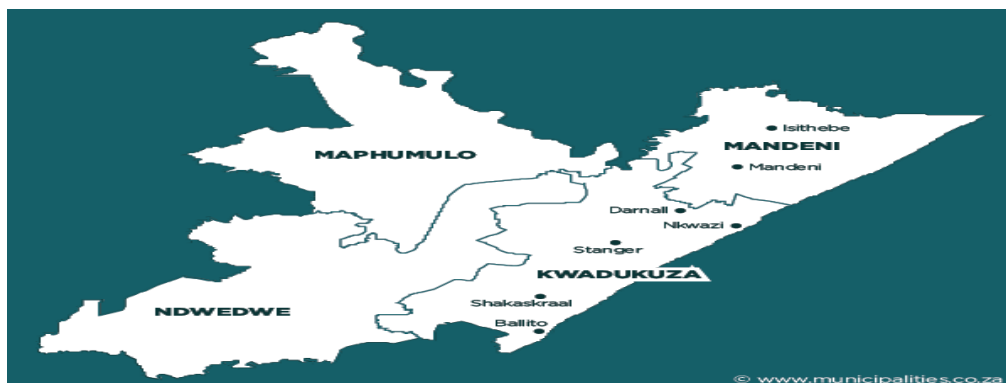 Isithebe
MANDENI
MAPHUMULO
Mandeni
Darnall
Nkwazi
Stanger
KWADUKUZA
Shakaskraal
NDWEDWE
Ballito
© www.municipalities.co.za